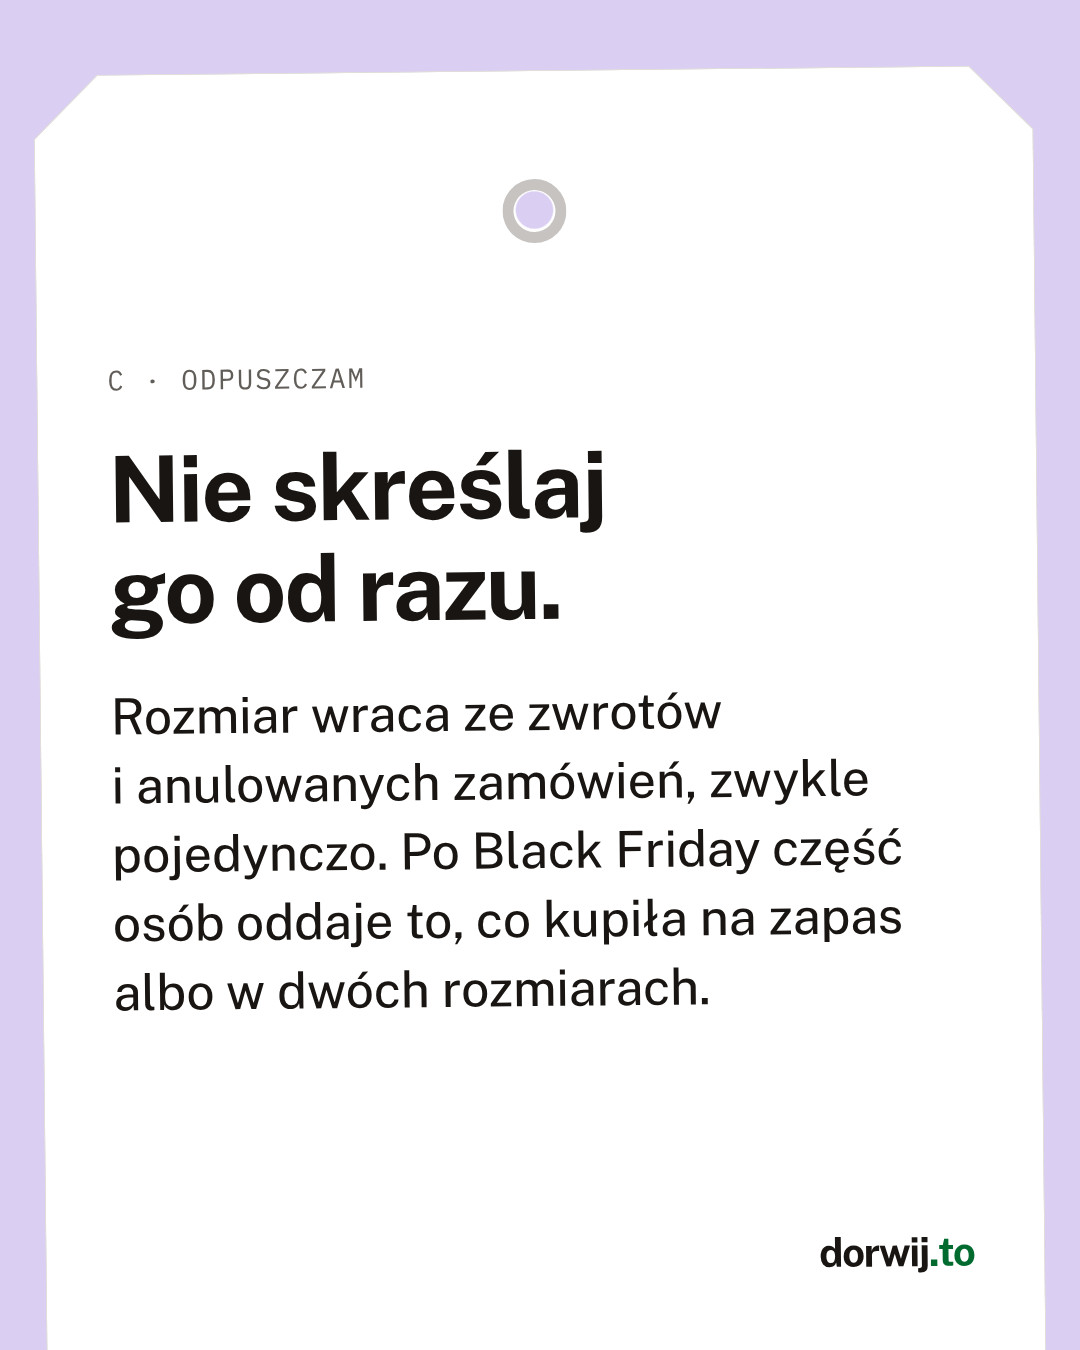 C · ODPUSZCZAM
Nie skreślaj
go od razu.
Rozmiar wraca ze zwrotów
i anulowanych zamówień, zwykle
pojedynczo. Po Black Friday część
osób oddaje to, co kupiła na zapas
albo w dwóch rozmiarach.
dorwij.to